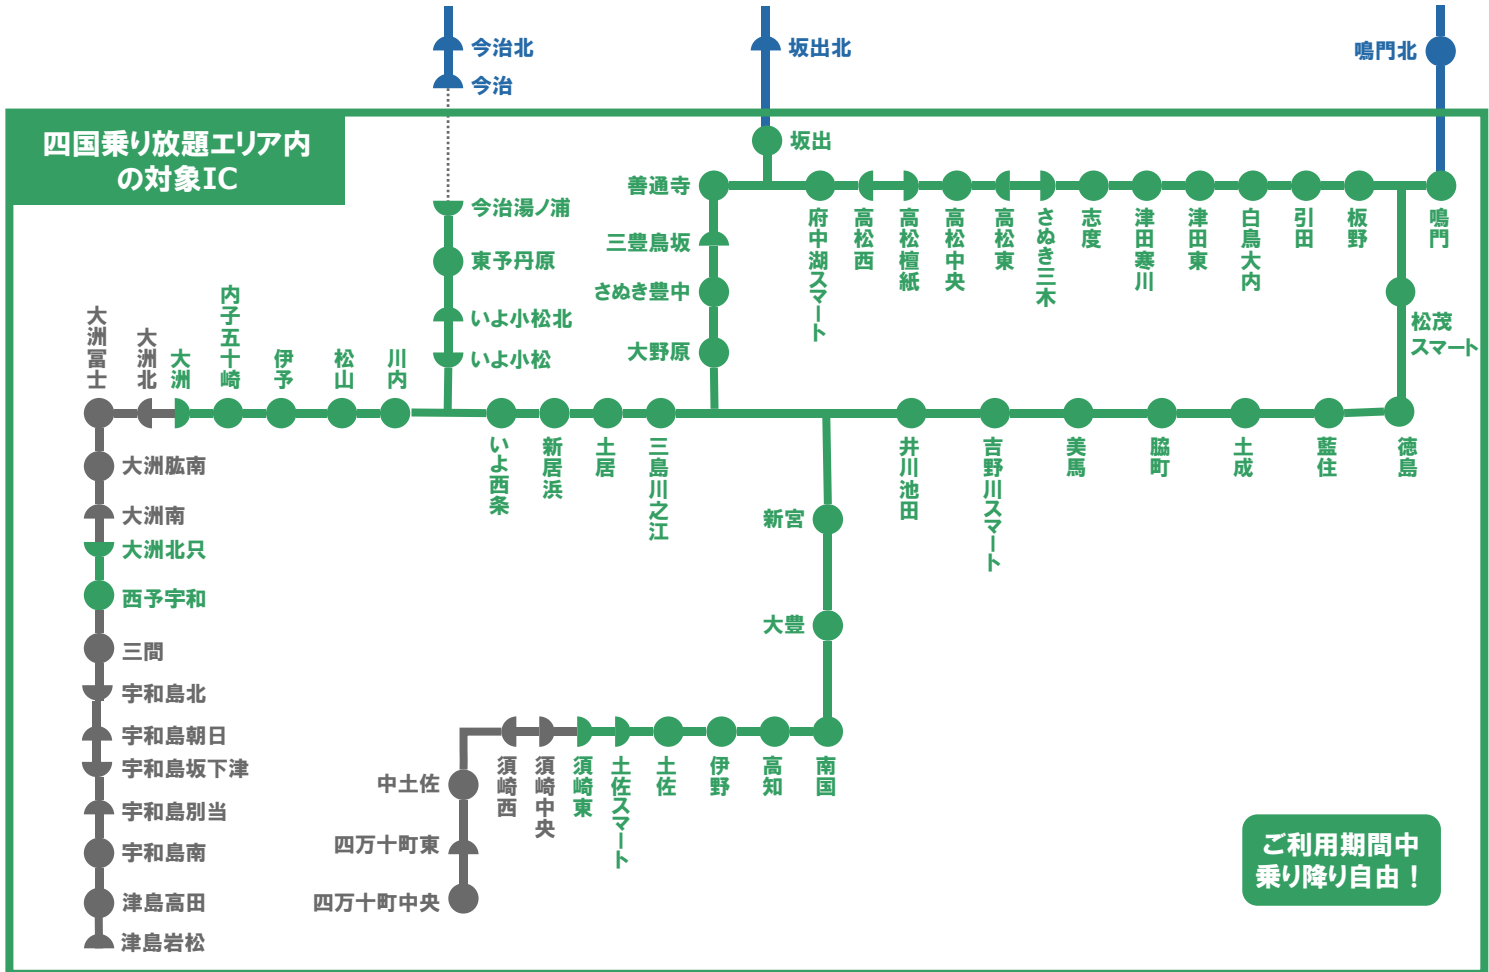 今治北
坂出北
鳴門北
今治
四国乗り放題エリア内
の対象IC
坂出
善通寺
今治湯ノ浦
府中湖スマート
高松西
高松檀紙
高松中央
高松東
さぬき三木
志度
津田寒川
津田東
白鳥大内
引田
板野
鳴門
三豊鳥坂
東予丹原
さぬき豊中
いよ小松北
大野原
いよ小松
松茂
スマート
大洲冨士
大洲北
大洲
内子五十崎
伊予
松山
川内
いよ西条
新居浜
土居
三島川之江
井川池田
吉野川スマート
美馬
脇町
土成
藍住
徳島
大洲肱南
大洲南
大洲北只
西予宇和
三間
宇和島北
宇和島朝日
宇和島坂下津
宇和島別当
宇和島南
津島高田
津島岩松
新宮
大豊
須崎西
須崎中央
須崎東
土佐スマート
土佐
伊野
高知
南国
中土佐
四万十町東
四万十町中央
ご利用期間中
乗り降り自由！